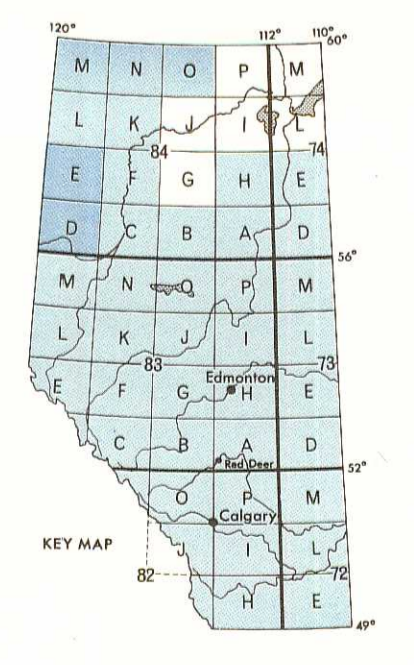 120° 112° 110° 60°
M N O P M
L K J I L
84 74
E F G H E
D C B A D
56°
M N O P M
L K J I L
83 73
Edmonton
E F G H E
C B A D
Red Deer
52°
O P M
Calgary
KEY MAP
J I L
82 72
H E
49°